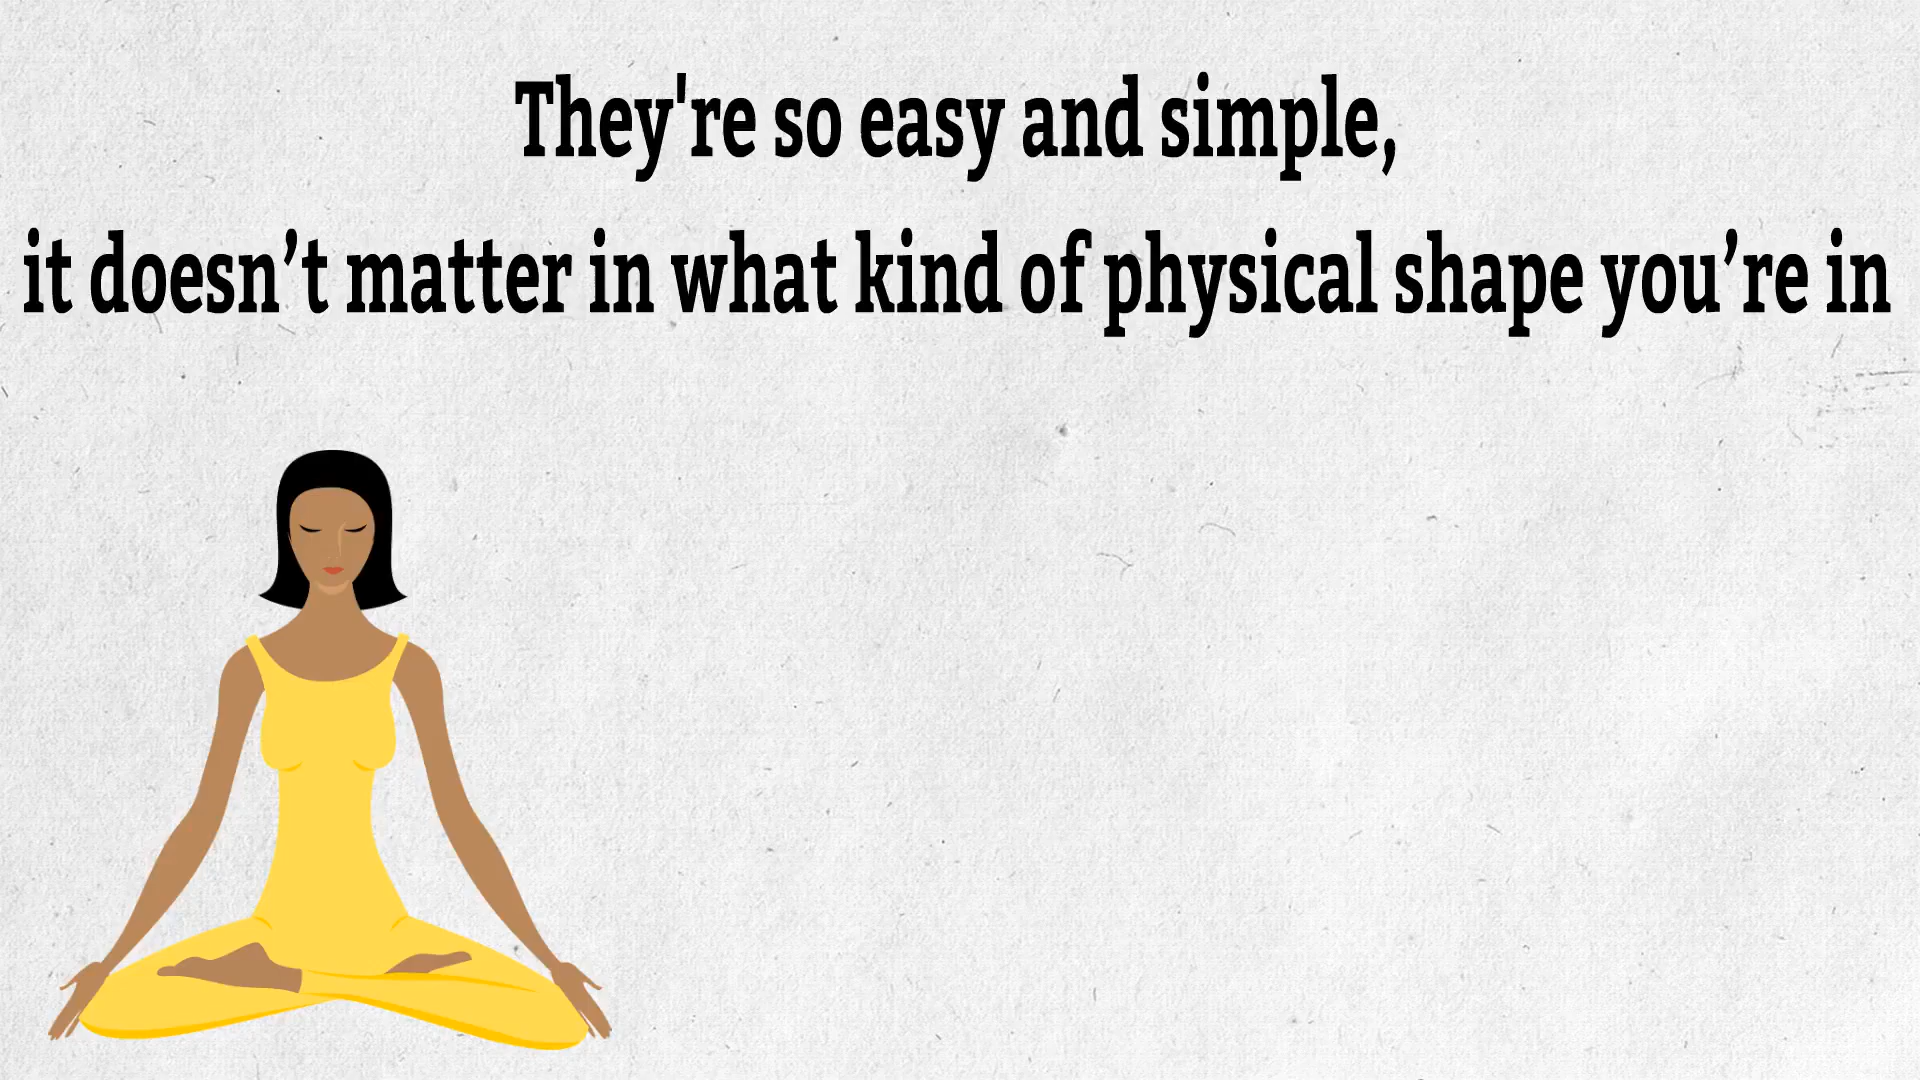 They're so easy and simple,
it doesn’t matter in what kind of physical shape you’re in